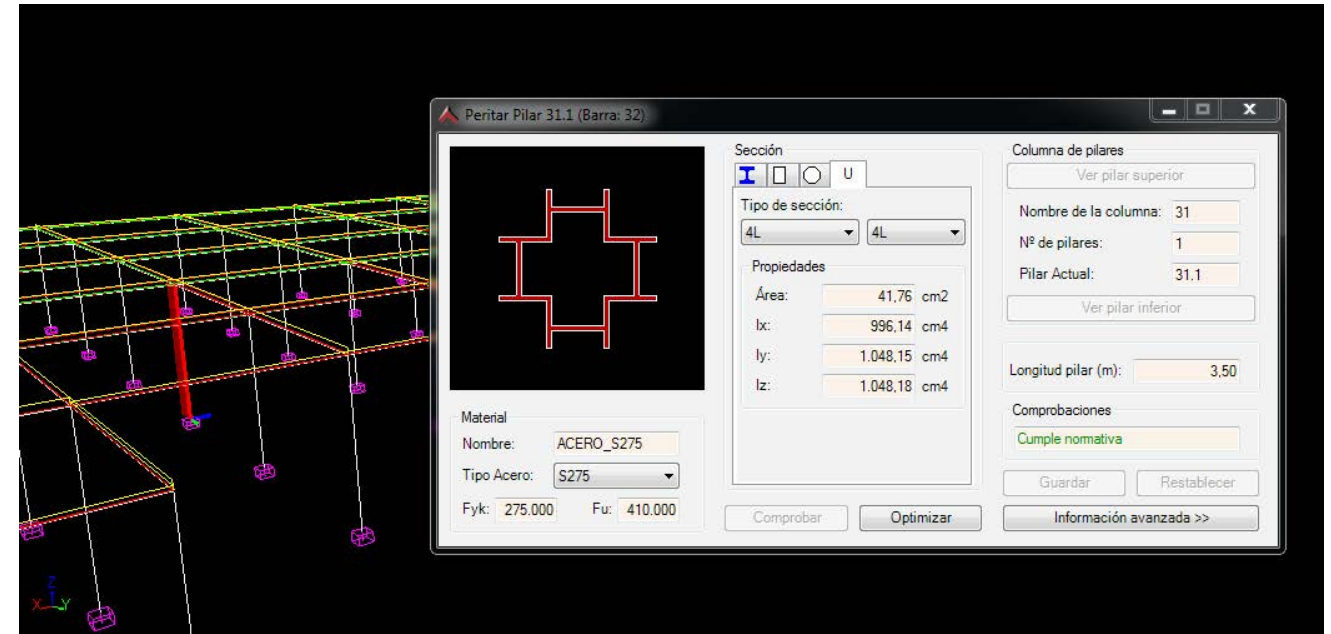 Peritar Pilar 31.1 (Barra: 32)
Sección
U
Tipo de sección:
4L 4L
Propiedades
Área: 41,76 cm2
Ix: 996,14 cm4
Iy: 1.048,15 cm4
Iz: 1.048,18 cm4
Material
Nombre: ACERO_S275
Tipo Acero: S275
Fyk: 275.000 Fu: 410.000
Comprobar Optimizar
Columna de pilares
Ver pilar superior
Nombre de la columna: 31
Nº de pilares: 1
Pilar Actual: 31.1
Ver pilar inferior
Longitud pilar (m): 3,50
Comprobaciones
Cumple normativa
Guardar Restablecer
Información avanzada >>
Z
X Y